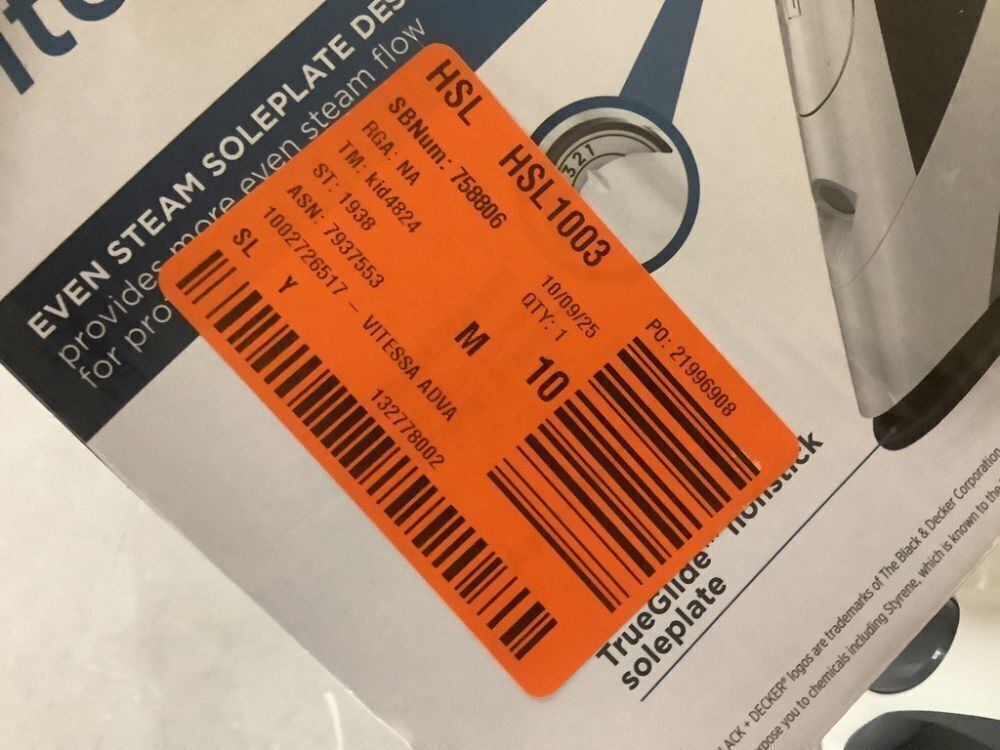 EVEN STEAM SOLEPLATE DES
provides more even steam flow
for pro
HSL
HSL1003
SBNum: 758806
RGA: NA
TM: kid4824
ST: 1938
ASN: 7937553
1002726517 - VITESSA ADVA
SL Y
10/09/25
QTY: 1
M 10
PO: 21996908
132778002
321
TrueGlide™ nonstick
soleplate
ACK + DECKER® logos are trademarks of The Black & Decker Corporation
pose you to chemicals including Styrene, which is known to the